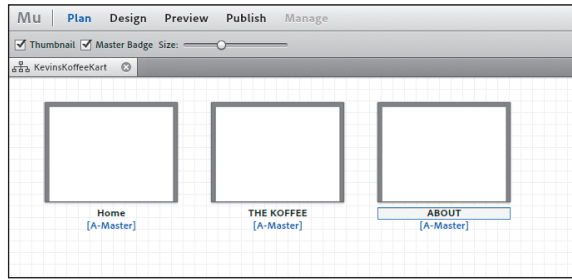 Mu Plan Design Preview Publish Manage
Thumbnail Master Badge Size:
KevinsKoffeeKart
Home THE KOFFEE ABOUT
[A-Master] [A-Master] [A-Master]